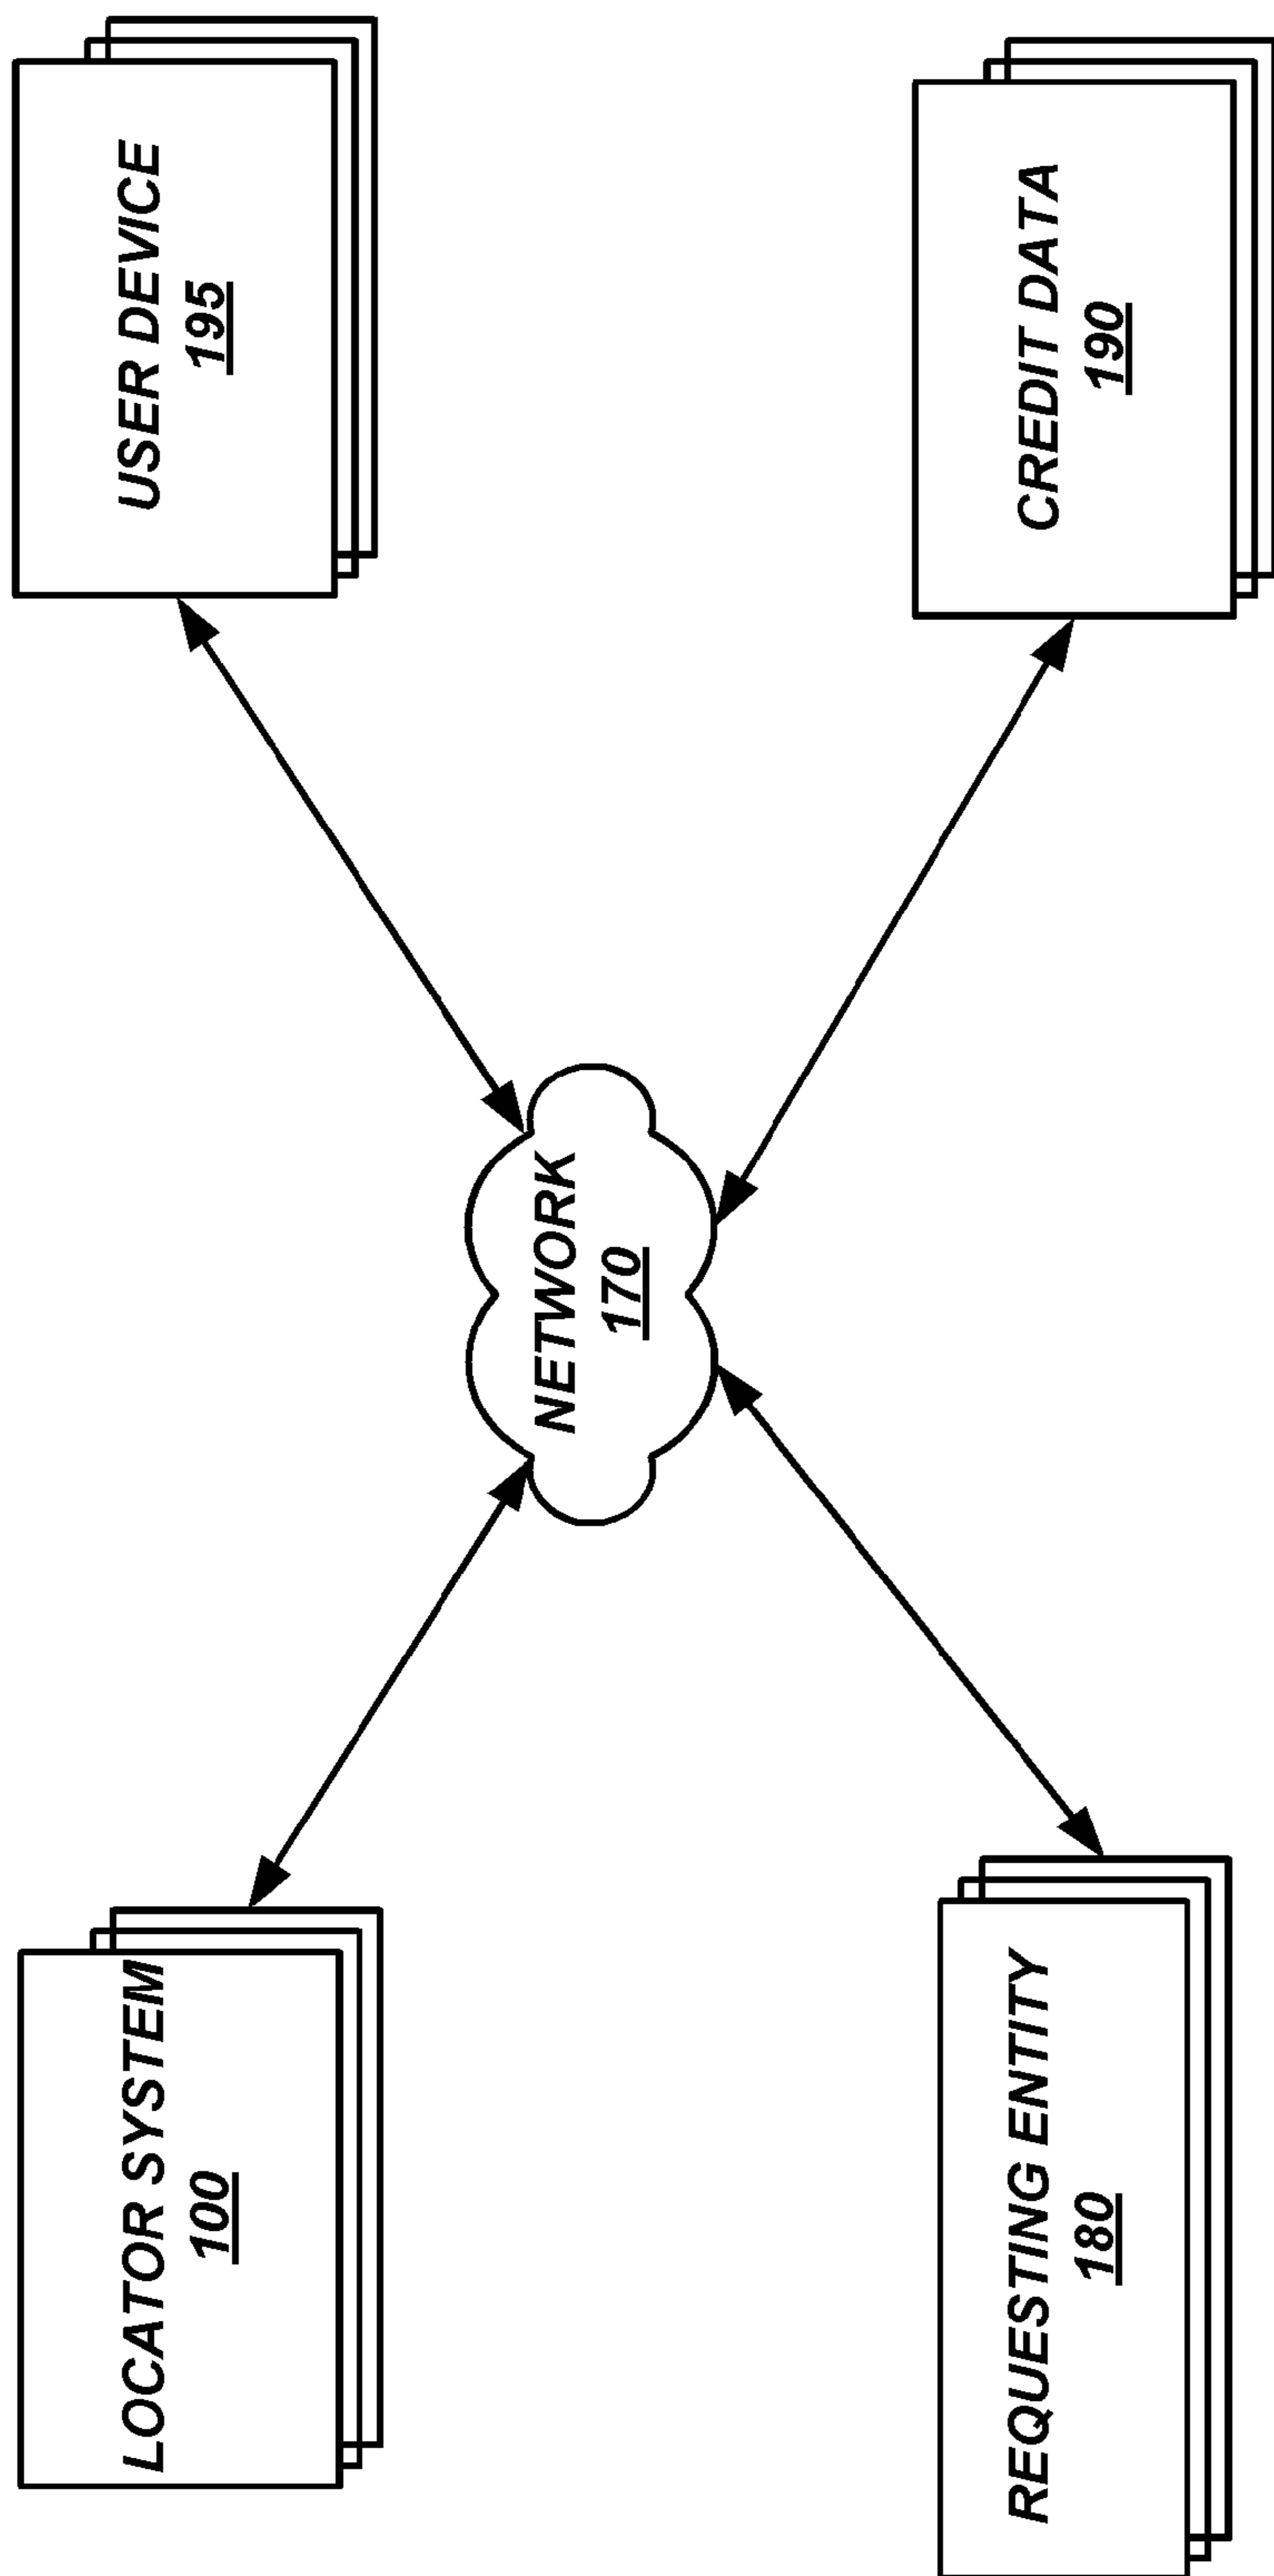 LOCATOR SYSTEM
100
USER DEVICE
195
NETWORK
170
REQUESTING ENTITY
180
CREDIT DATA
190